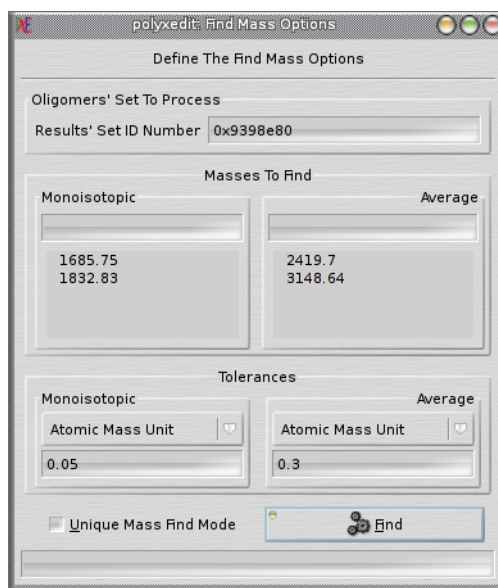 polyxedit: Find Mass Options
Define The Find Mass Options
Oligomers' Set To Process
Results' Set ID Number 0x9398e80
Masses To Find
Monoisotopic Average
1685.75 2419.7
1832.83 3148.64
Tolerances
Monoisotopic Average
Atomic Mass Unit Atomic Mass Unit
0.05 0.3
Unique Mass Find Mode Find